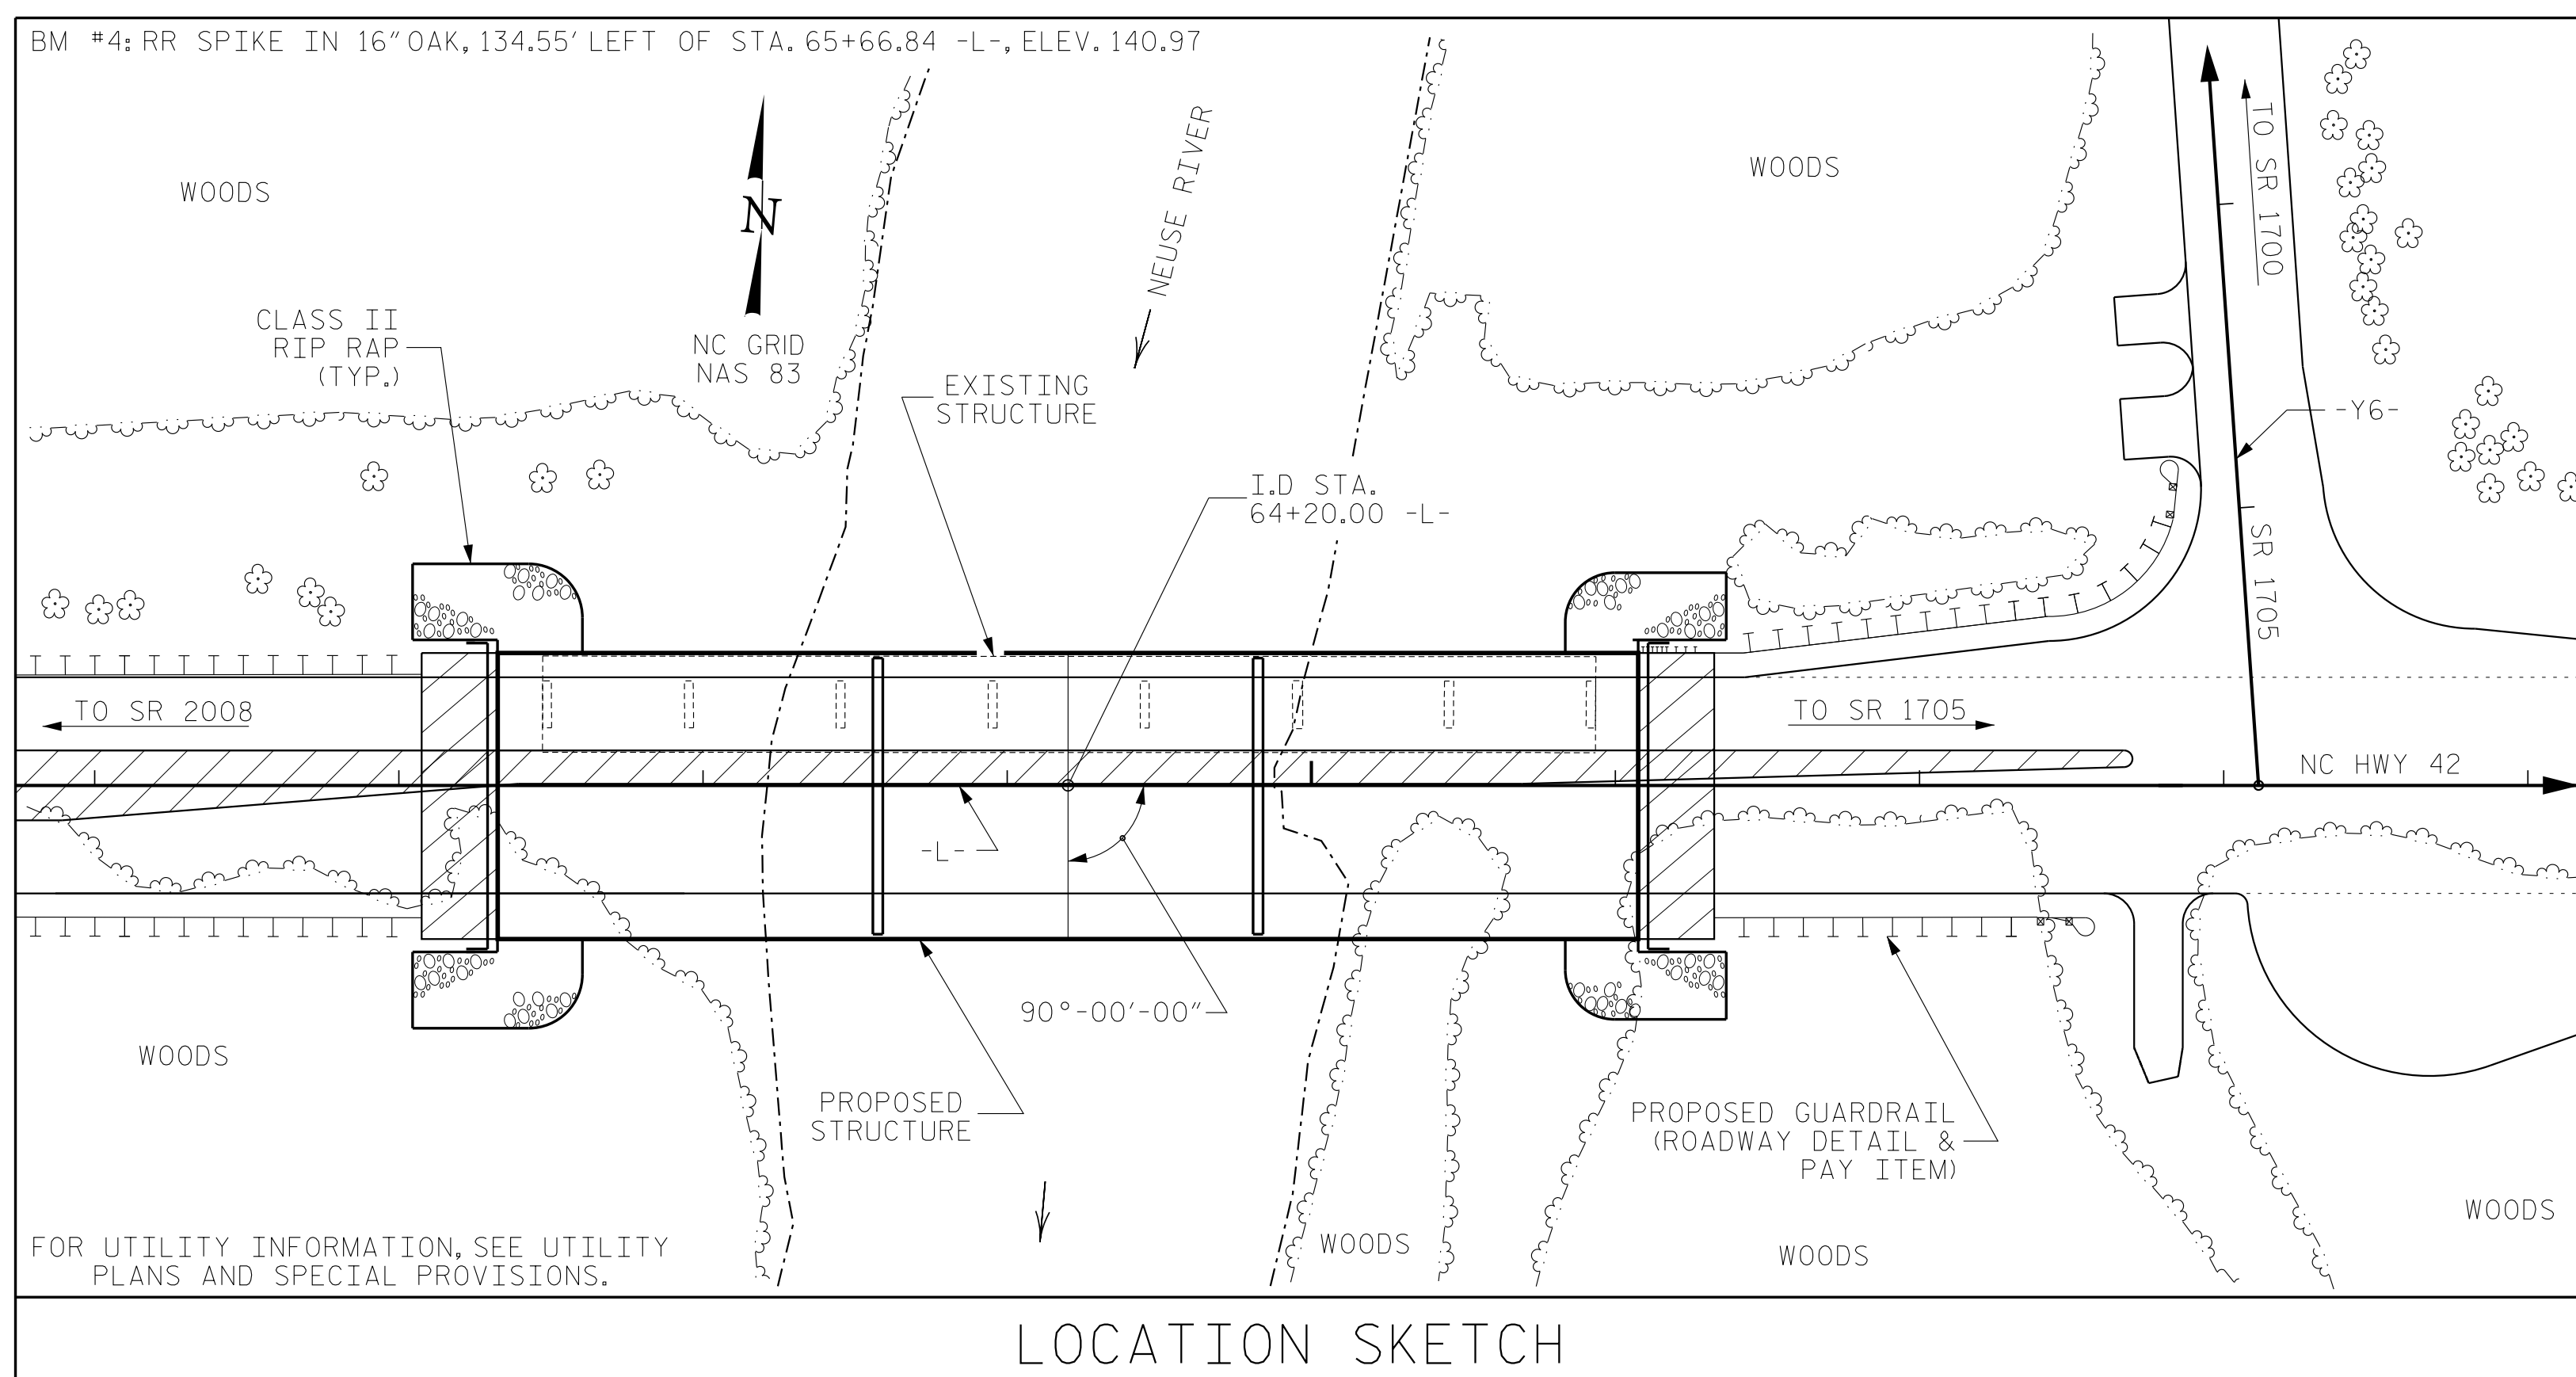 BM #4: RR SPIKE IN 16" OAK, 134.55' LEFT OF STA. 65+66.84 -L-, ELEV. 140.97
WOODS
N
NC GRID
NAS 83
NEUSE RIVER
WOODS
TO SR 1700
CLASS II
RIP RAP
(TYP.)
EXISTING
STRUCTURE
-Y6-
I.D STA.
64+20.00 -L-
SR 1705
TO SR 2008
TO SR 1705
NC HWY 42
-L-
90°-00'-00"
WOODS
PROPOSED
STRUCTURE
PROPOSED GUARDRAIL
(ROADWAY DETAIL &
PAY ITEM)
WOODS
WOODS
WOODS
FOR UTILITY INFORMATION, SEE UTILITY
PLANS AND SPECIAL PROVISIONS.
LOCATION SKETCH